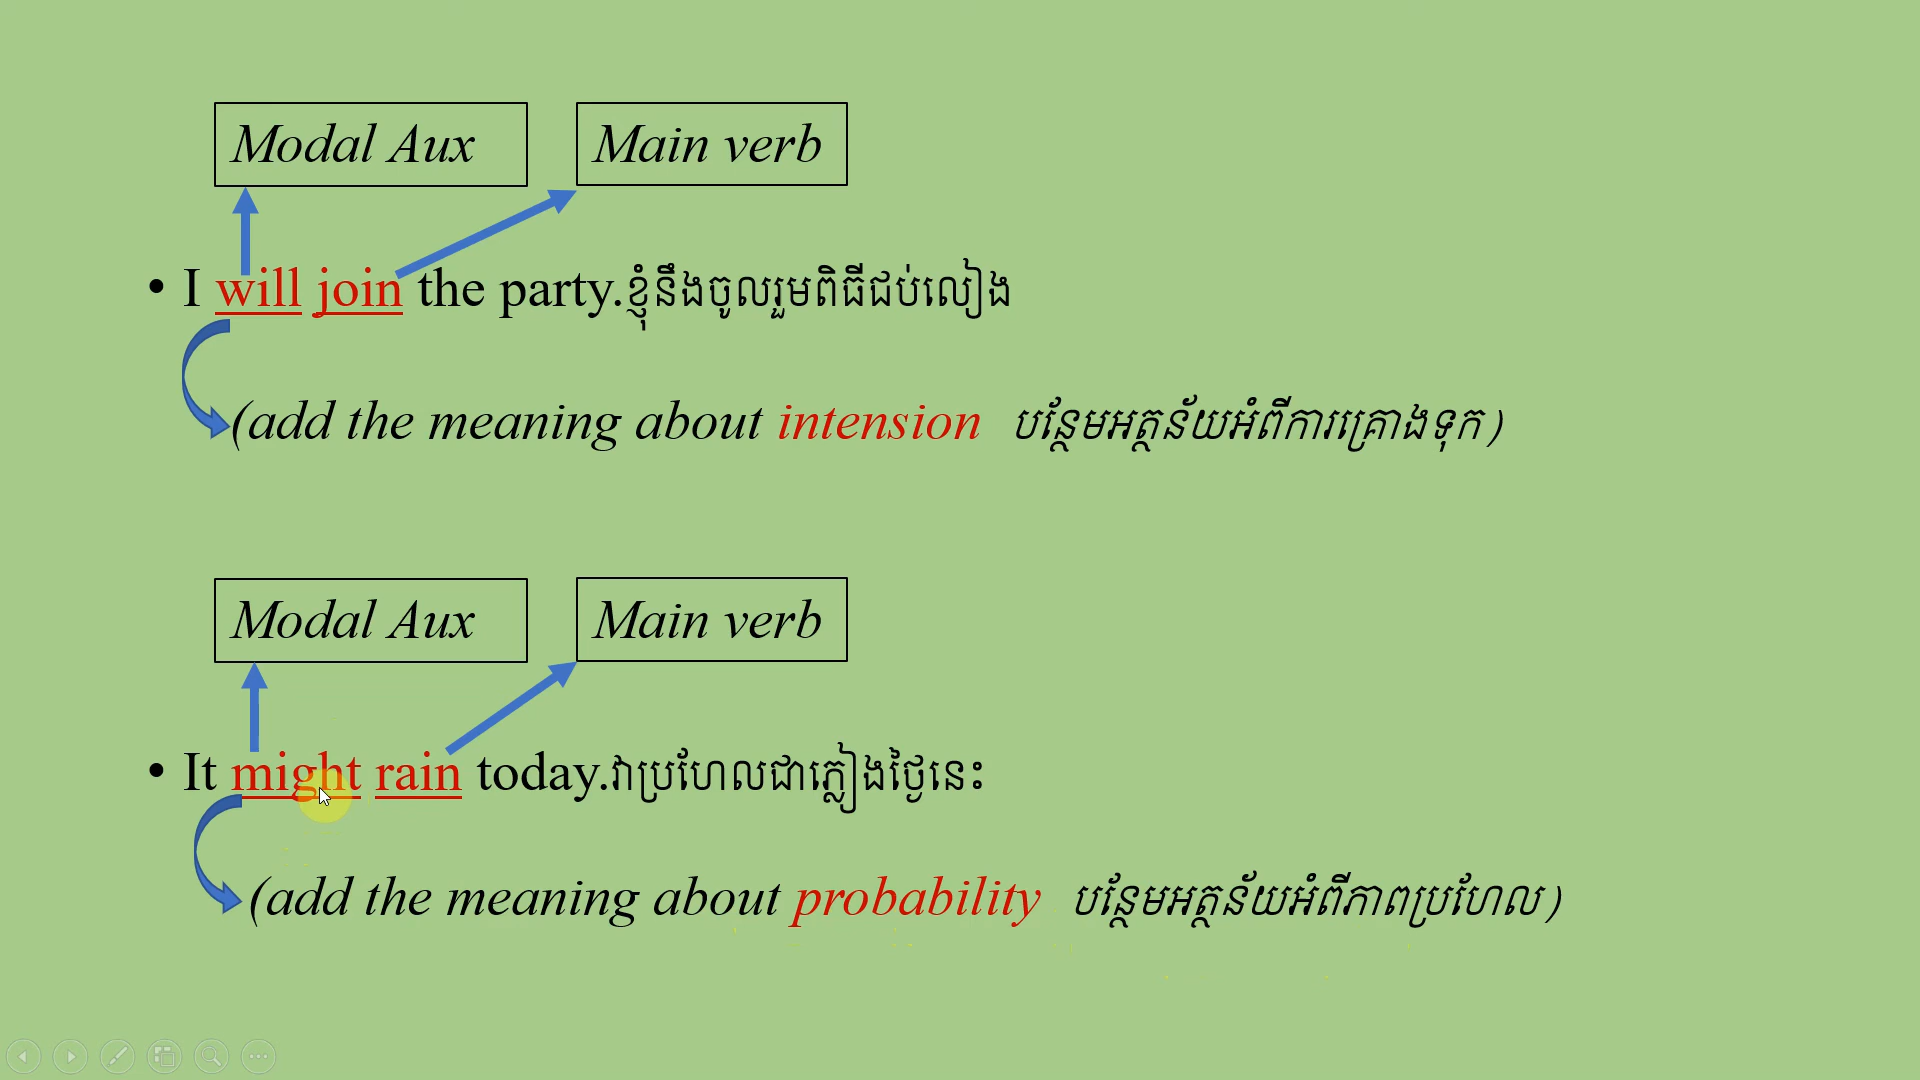 Modal Aux Main verb
• I will join the party.ខ្ញុំនឹងចូលរួមពិធីជប់លៀង
(add the meaning about intension បន្ថែមអត្ថន័យអំពីការគ្រោងទុក)
Modal Aux Main verb
• It might rain today.វាប្រហែលជាភ្លៀងថ្ងៃនេះ
(add the meaning about probability បន្ថែមអត្ថន័យអំពីភាពប្រហែល)